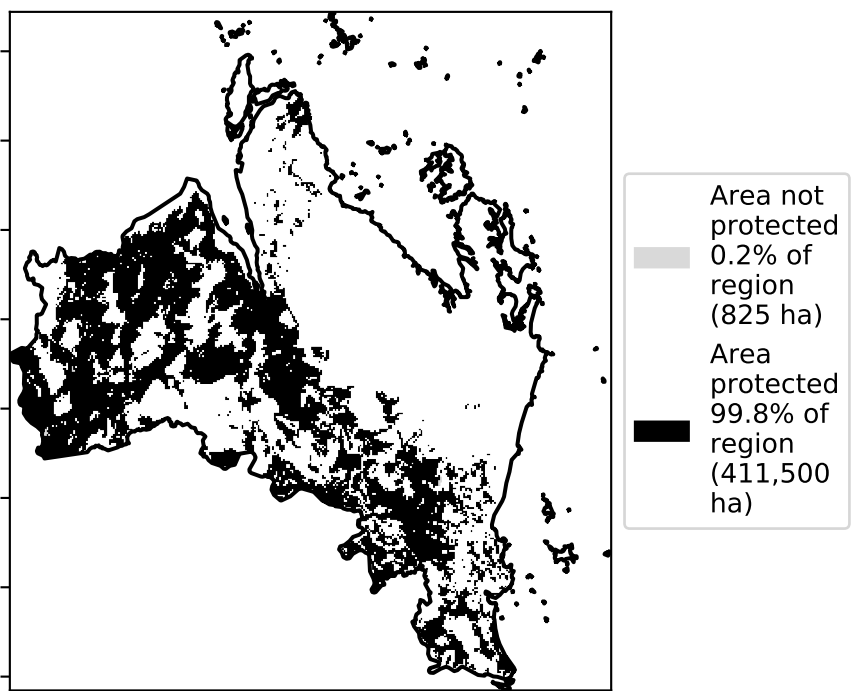 Area not
protected
0.2% of
region
(825 ha)
Area
protected
99.8% of
region
(411,500
ha)